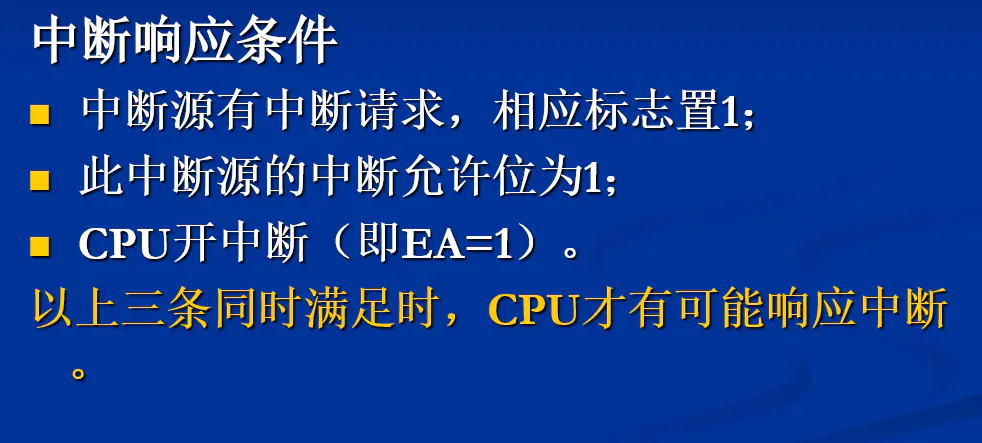 中断响应条件
■ 中断源有中断请求，相应标志置1；
■ 此中断源的中断允许位为1；
■ CPU开中断（即EA=1）。
以上三条同时满足时，CPU才有可能响应中断
。